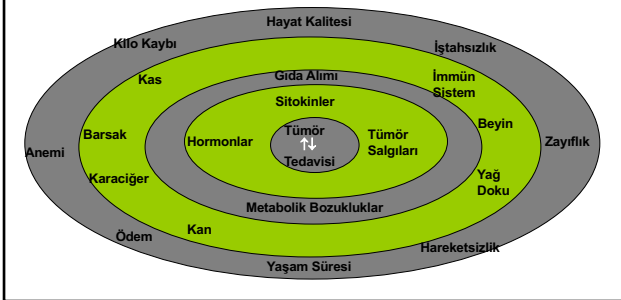 Hayat Kalitesi
Kilo Kaybı
İştahsızlık
Kas
Gıda Alımı
İmmün
Sistem
Sitokinler
Beyin
Barsak
Hormonlar
Tümör
⇅
Tedavisi
Tümör
Salgıları
Zayıflık
Anemi
Karaciğer
Yağ
Doku
Metabolik Bozukluklar
Kan
Ödem
Hareketsizlik
Yaşam Süresi